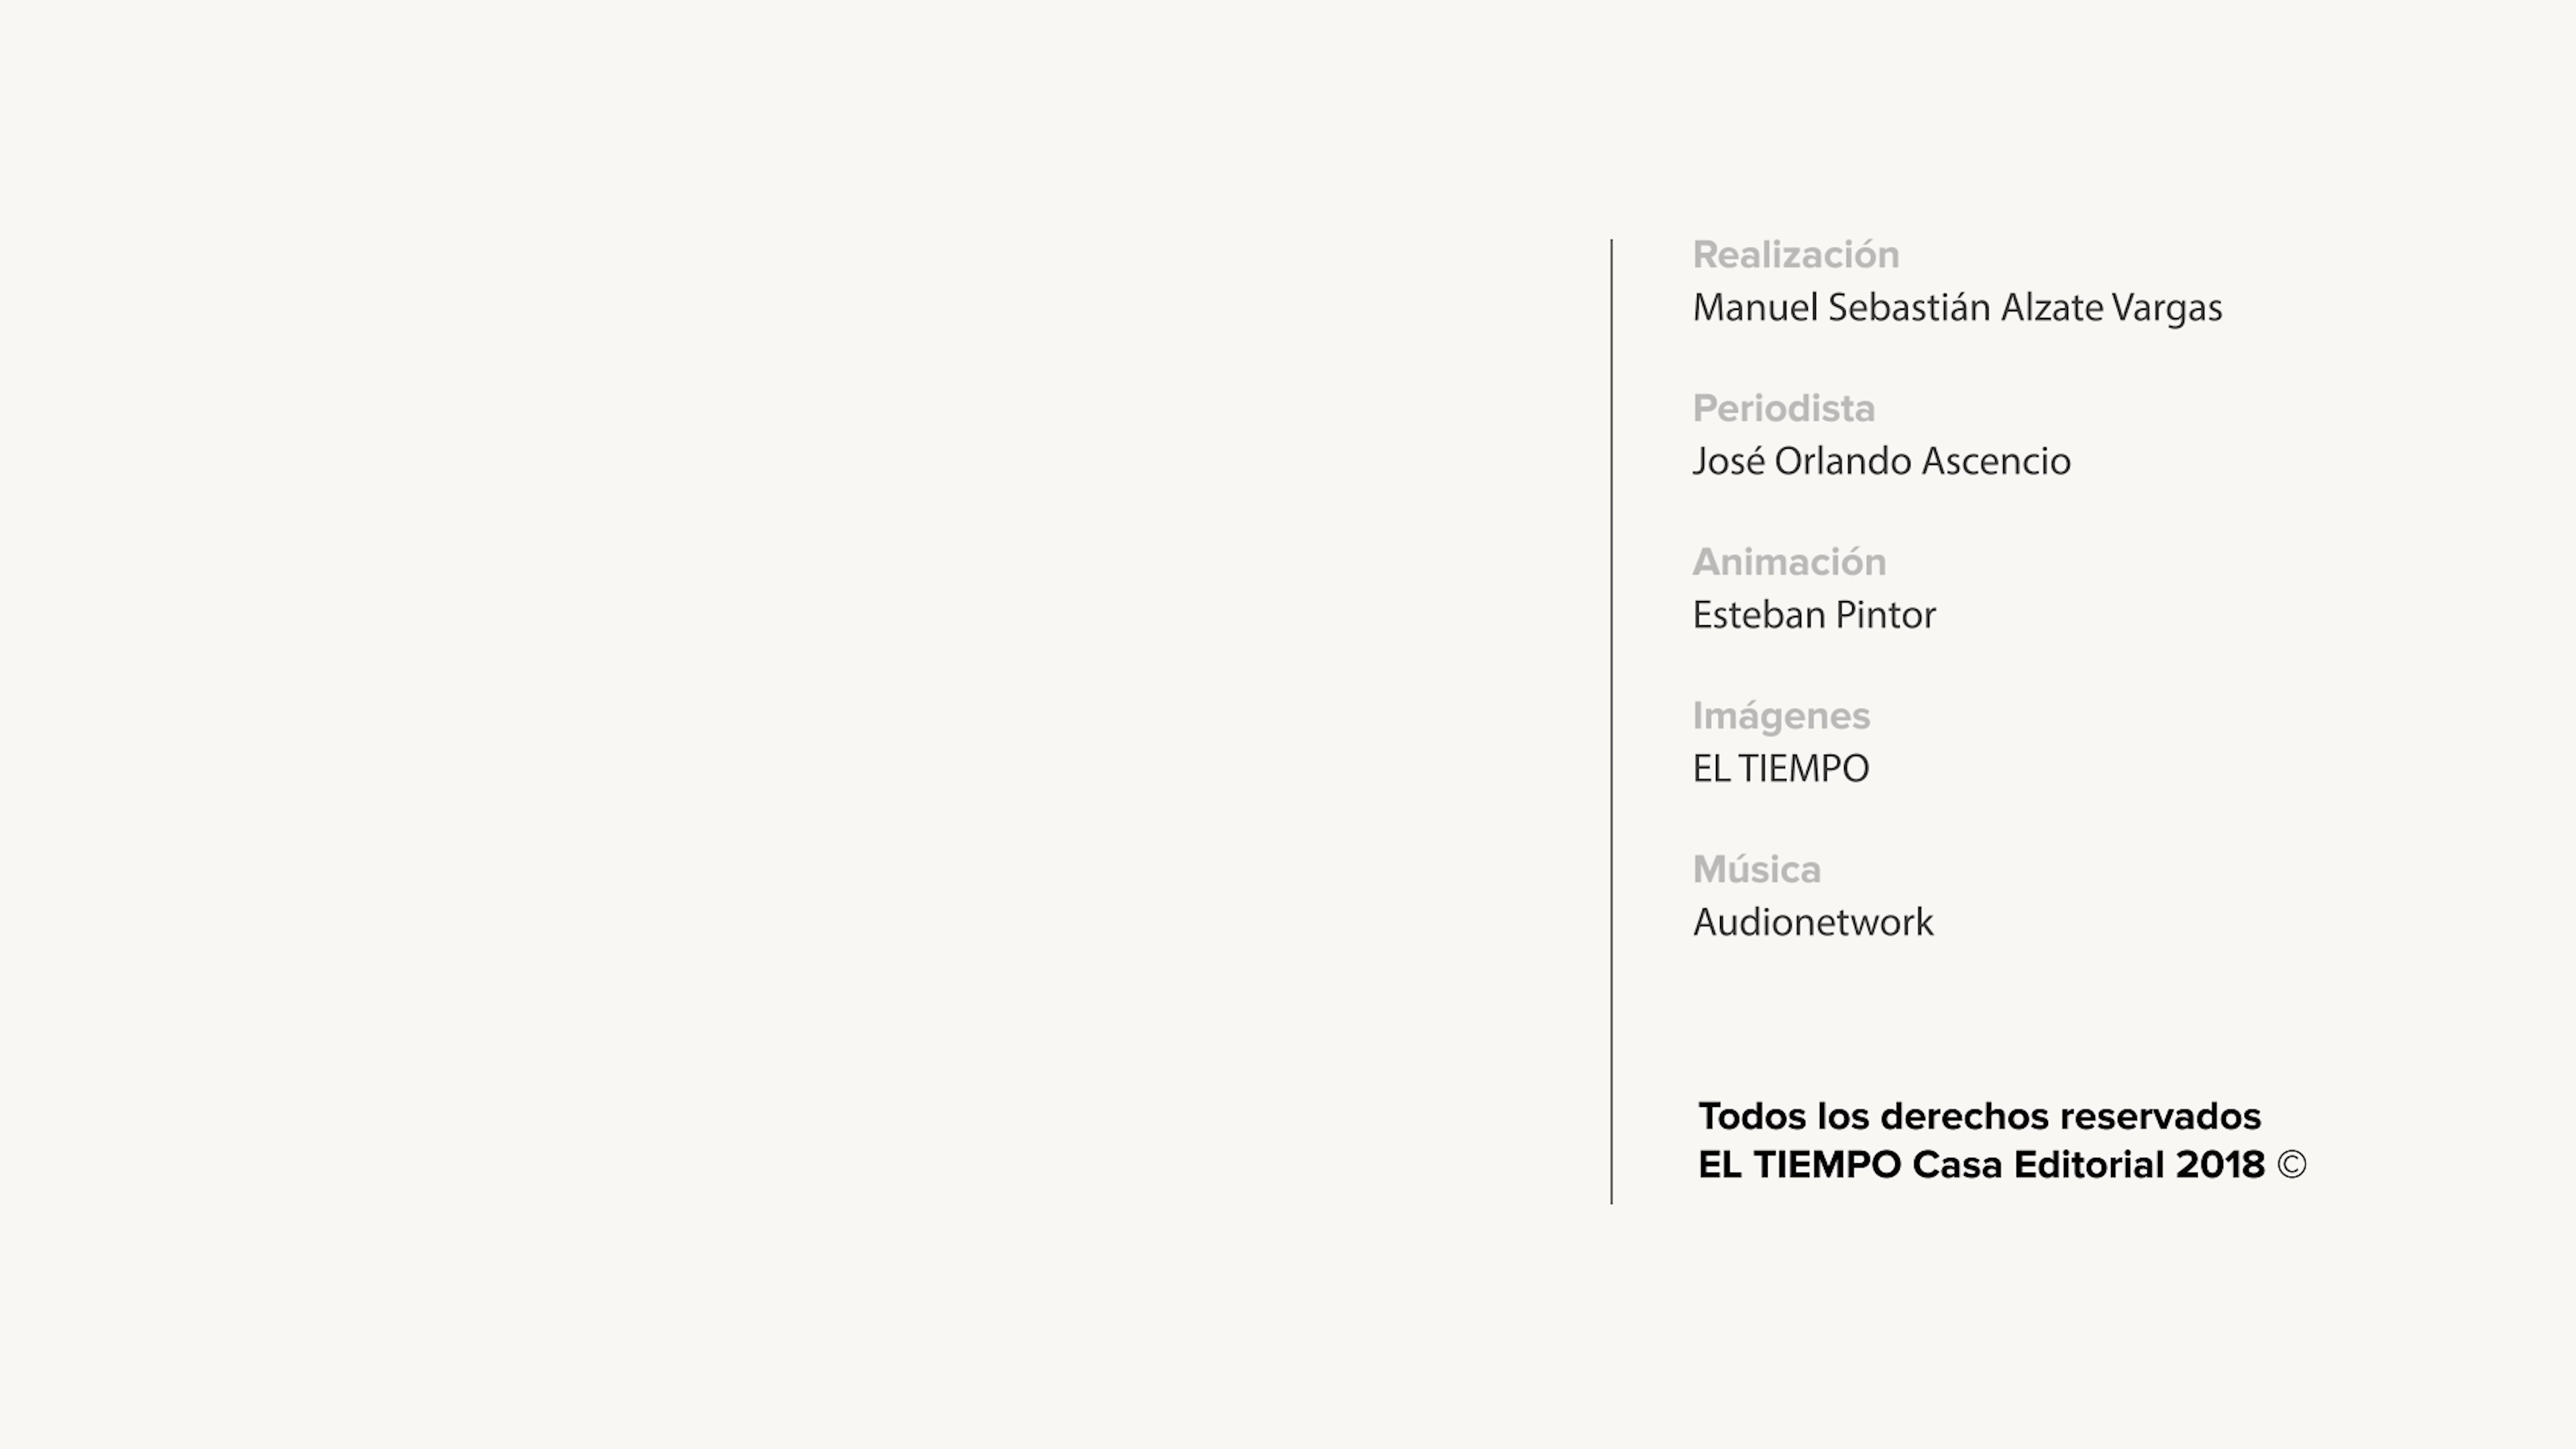 Realización
Manuel Sebastián Alzate Vargas
Periodista
José Orlando Ascencio
Animación
Esteban Pintor
Imágenes
EL TIEMPO
Música
Audionetwork
Todos los derechos reservados
EL TIEMPO Casa Editorial 2018 ©